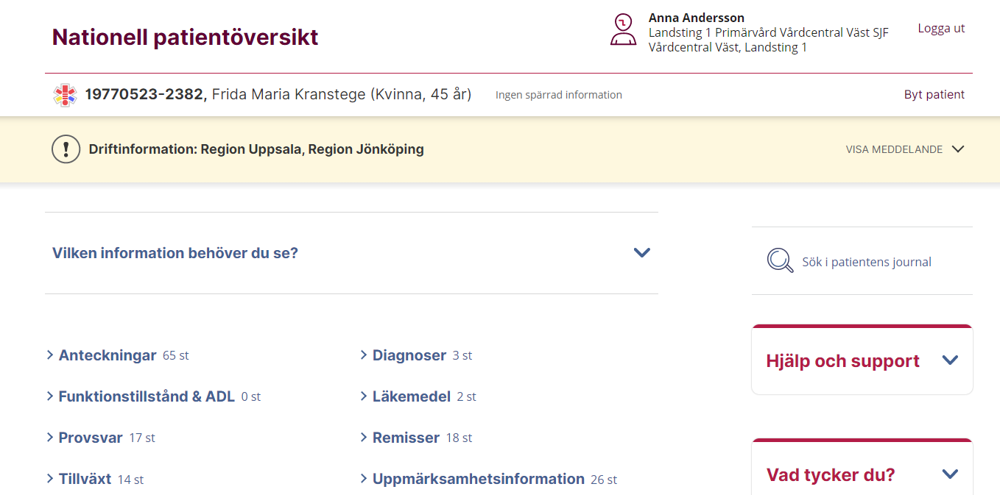 Nationell patientöversikt
Anna Andersson
Landsting 1 Primärvård Vårdcentral Väst SJF
Vårdcentral Väst, Landsting 1
Logga ut
19770523-2382, Frida Maria Kranstege (Kvinna, 45 år)
Ingen spärrad information
Byt patient
Driftinformation: Region Uppsala, Region Jönköping
VISA MEDDELANDE
Vilken information behöver du se?
Sök i patientens journal
Anteckningar 65 st
Diagnoser 3 st
Funktionstillstånd & ADL 0 st
Läkemedel 2 st
Provsvar 17 st
Remisser 18 st
Tillväxt 14 st
Uppmärksamhetsinformation 26 st
Hjälp och support
Vad tycker du?